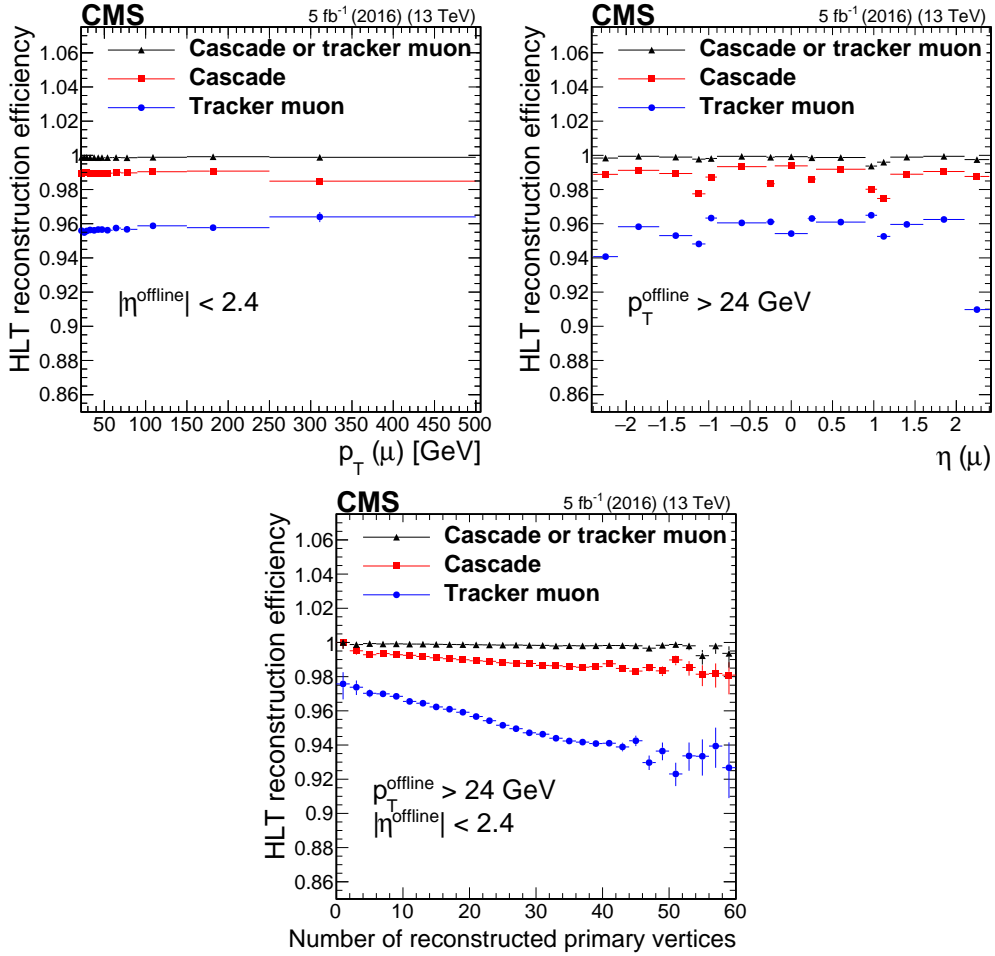 CMS
5 fb⁻¹ (2016) (13 TeV)
HLT reconstruction efficiency
1.06
1.04
1.02
1
0.98
0.96
0.94
0.92
0.9
0.88
0.86
Cascade or tracker muon
Cascade
Tracker muon
|η^offline| < 2.4
50 100 150 200 250 300 350 400 450 500
p_T (μ) [GeV]
CMS
5 fb⁻¹ (2016) (13 TeV)
HLT reconstruction efficiency
1.06
1.04
1.02
1
0.98
0.96
0.94
0.92
0.9
0.88
0.86
Cascade or tracker muon
Cascade
Tracker muon
p_T^offline > 24 GeV
−2 −1.5 −1 −0.5 0 0.5 1 1.5 2
η (μ)
CMS
5 fb⁻¹ (2016) (13 TeV)
HLT reconstruction efficiency
1.06
1.04
1.02
1
0.98
0.96
0.94
0.92
0.9
0.88
0.86
Cascade or tracker muon
Cascade
Tracker muon
p_T^offline > 24 GeV
|η^offline| < 2.4
0 10 20 30 40 50 60
Number of reconstructed primary vertices